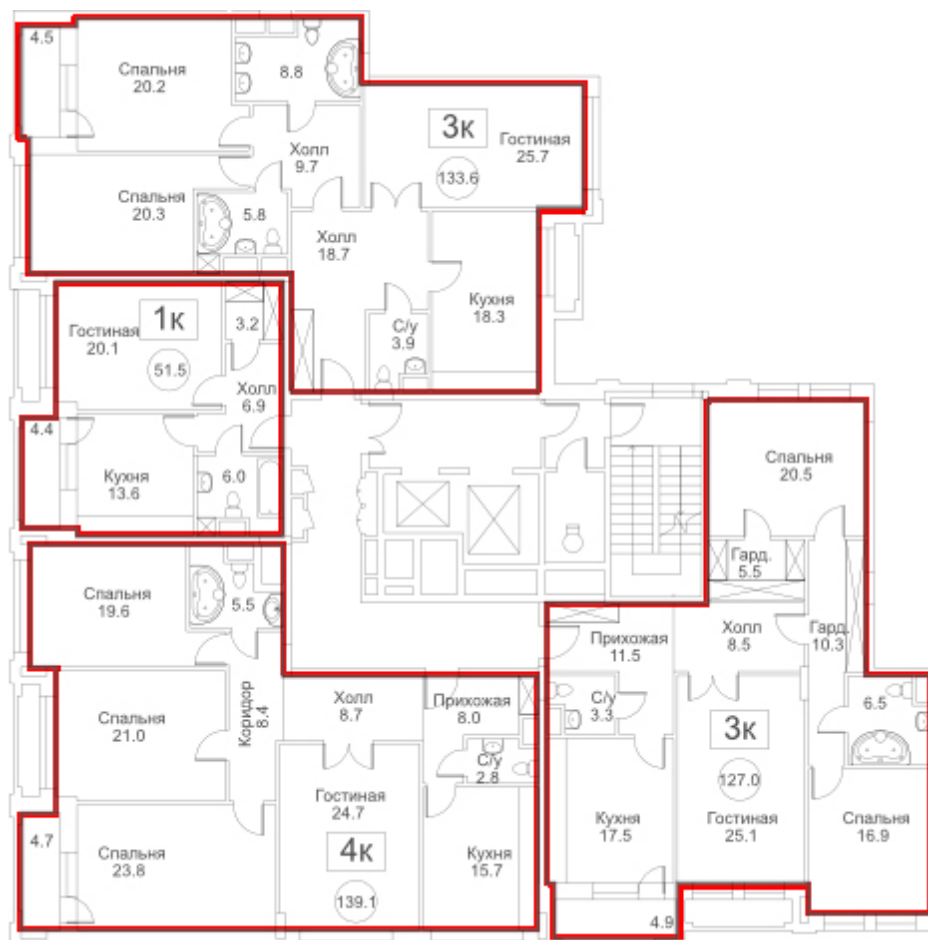 4.5
Спальня
20.2
8.8
3к
133.6
Гостиная
25.7
Холл
9.7
Спальня
20.3
5.8
Холл
18.7
Кухня
18.3
С/у
3.9
1к
51.5
Гостиная
20.1
3.2
Холл
6.9
4.4
Кухня
13.6
6.0
Спальня
19.6
5.5
Спальня
21.0
Коридор
8.4
Холл
8.7
Прихожая
8.0
С/у
2.8
Гостиная
24.7
4к
139.1
4.7
Спальня
23.8
Кухня
15.7
Спальня
20.5
Гард.
5.5
Прихожая
11.5
Холл
8.5
Гард.
10.3
С/у
3.3
6.5
3к
127.0
Кухня
17.5
Гостиная
25.1
Спальня
16.9
4.9